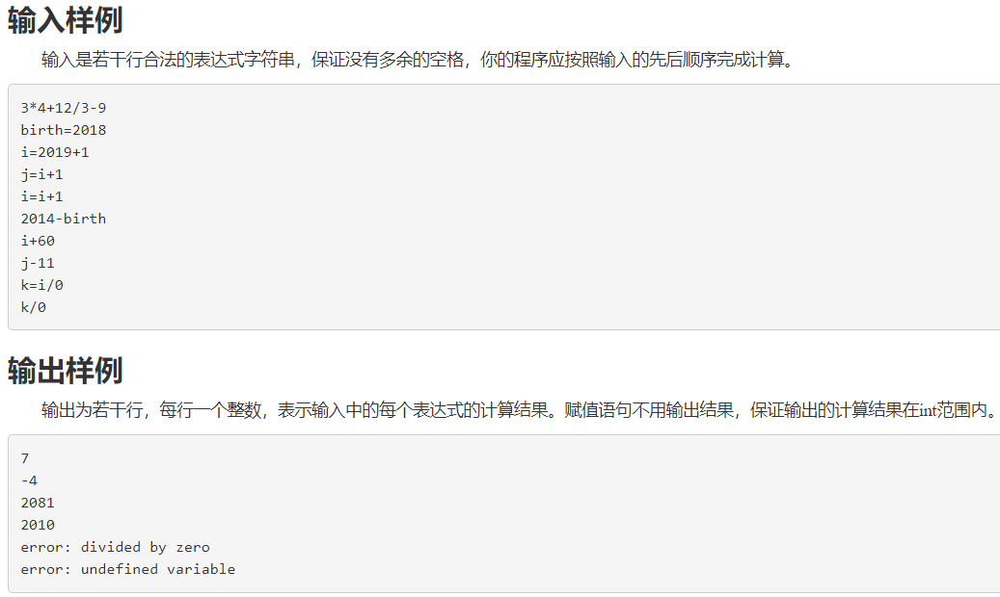 输入样例
输入是若干行合法的表达式字符串，保证没有多余的空格，你的程序应按照输入的先后顺序完成计算。
3*4+12/3-9
birth=2018
i=2019+1
j=i+1
i=i+1
2014-birth
i+60
j-11
k=i/0
k/0
输出样例
输出为若干行，每行一个整数，表示输入中的每个表达式的计算结果。赋值语句不用输出结果，保证输出的计算结果在int范围内。
7
-4
2081
2010
error: divided by zero
error: undefined variable